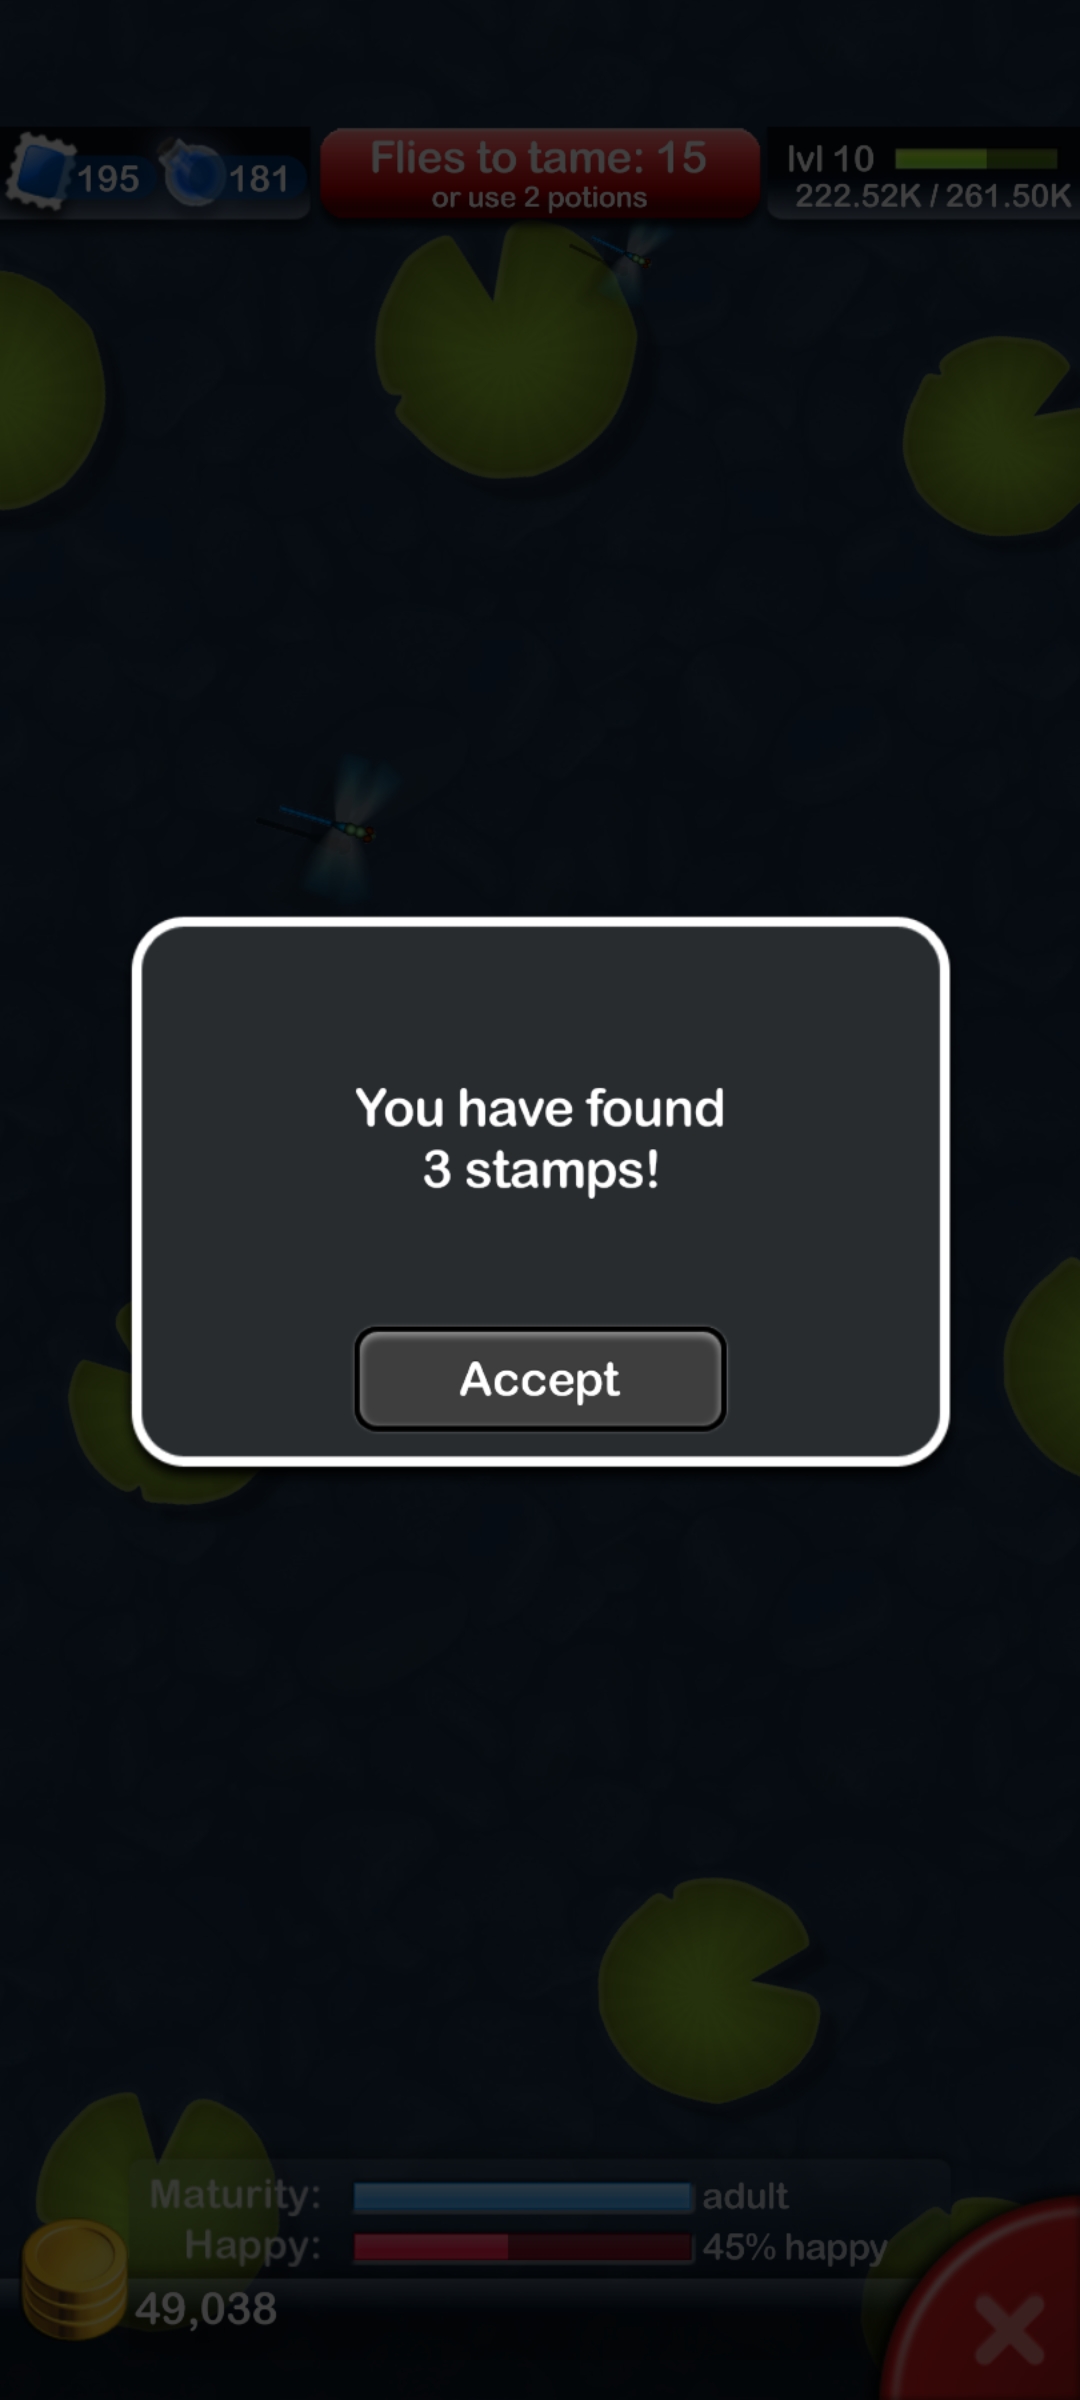 195
181
Flies to tame: 15
or use 2 potions
lvl 10
222.52K / 261.50K
You have found
3 stamps!
Accept
Maturity:
adult
Happy:
45% happy
49,038